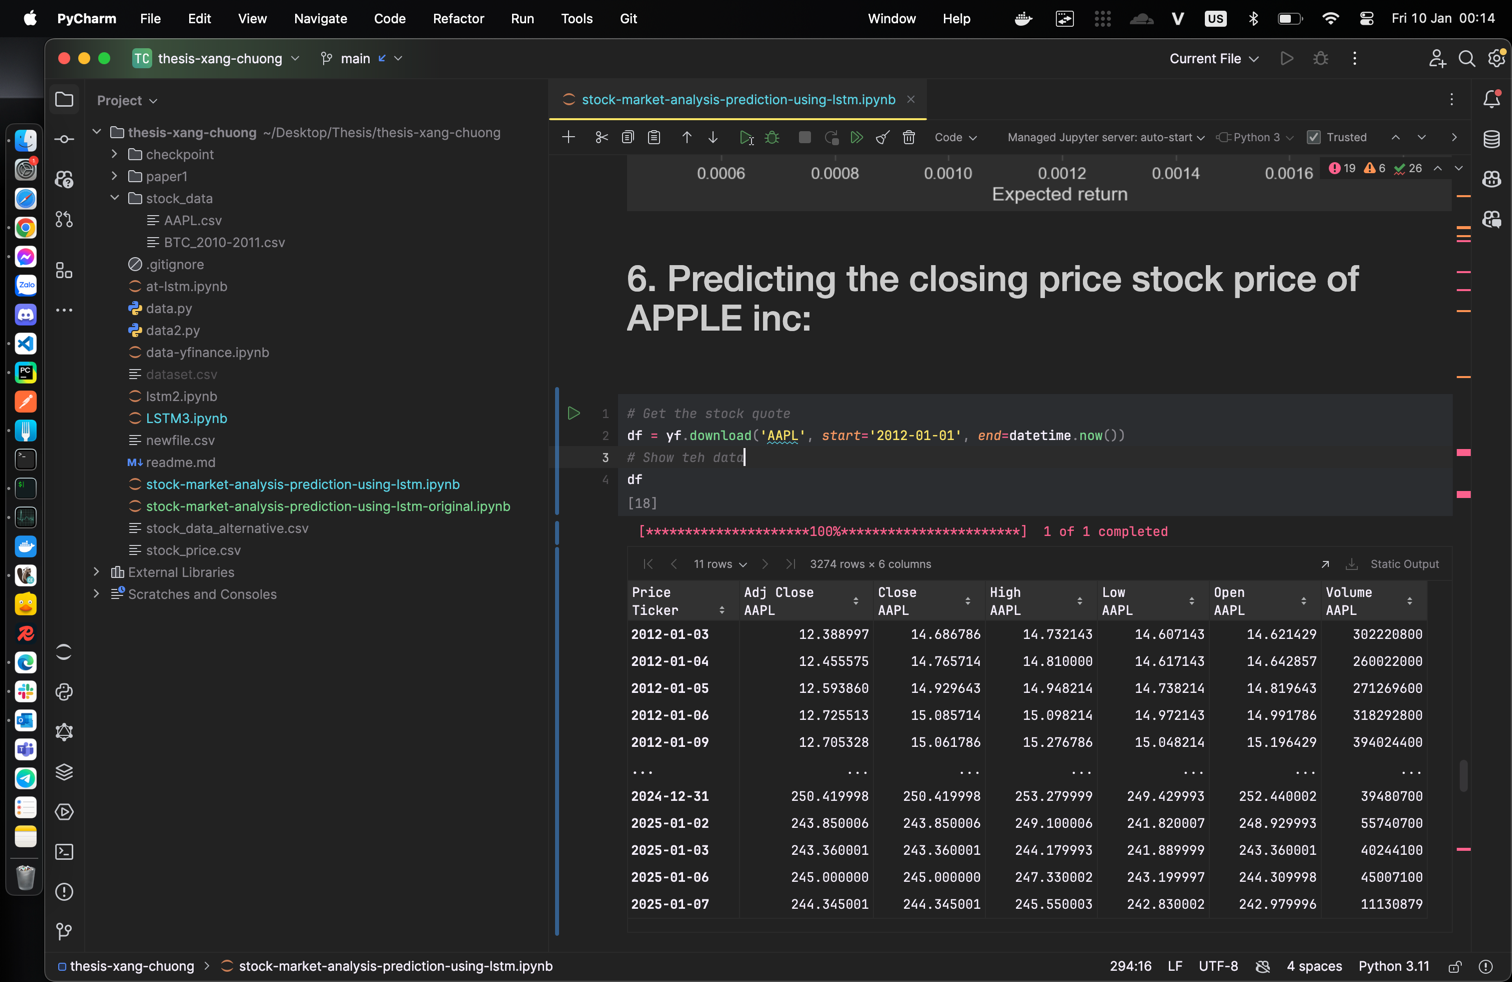 PyCharm File Edit View Navigate Code Refactor Run Tools Git Window Help V US Fri 10 Jan 00:14
TC thesis-xang-chuong main Current File
Project
thesis-xang-chuong ~/Desktop/Thesis/thesis-xang-chuong
checkpoint
paper1
stock_data
AAPL.csv
BTC_2010-2011.csv
.gitignore
at-lstm.ipynb
data.py
data2.py
data-yfinance.ipynb
dataset.csv
lstm2.ipynb
LSTM3.ipynb
newfile.csv
M↓ readme.md
stock-market-analysis-prediction-using-lstm.ipynb
stock-market-analysis-prediction-using-lstm-original.ipynb
stock_data_alternative.csv
stock_price.csv
External Libraries
Scratches and Consoles
Zalo
PC
stock-market-analysis-prediction-using-lstm.ipynb
Code Managed Jupyter server: auto-start Python 3 Trusted
0.0006 0.0008 0.0010 0.0012 0.0014 0.0016
19 6 26
Expected return
6. Predicting the closing price stock price of
APPLE inc:
1 # Get the stock quote
2 df = yf.download('AAPL', start='2012-01-01', end=datetime.now())
3 # Show teh data
4 df
[18]
[*********************100%***********************] 1 of 1 completed
11 rows 3274 rows × 6 columns Static Output
Price Adj Close Close High Low Open Volume
Ticker AAPL AAPL AAPL AAPL AAPL AAPL
2012-01-03 12.388997 14.686786 14.732143 14.607143 14.621429 302220800
2012-01-04 12.455575 14.765714 14.810000 14.617143 14.642857 260022000
2012-01-05 12.593860 14.929643 14.948214 14.738214 14.819643 271269600
2012-01-06 12.725513 15.085714 15.098214 14.972143 14.991786 318292800
2012-01-09 12.705328 15.061786 15.276786 15.048214 15.196429 394024400
... ... ... ... ... ... ...
2024-12-31 250.419998 250.419998 253.279999 249.429993 252.440002 39480700
2025-01-02 243.850006 243.850006 249.100006 241.820007 248.929993 55740700
2025-01-03 243.360001 243.360001 244.179993 241.889999 243.360001 40244100
2025-01-06 245.000000 245.000000 247.330002 243.199997 244.309998 45007100
2025-01-07 244.345001 244.345001 245.550003 242.830002 242.979996 11130879
thesis-xang-chuong > stock-market-analysis-prediction-using-lstm.ipynb 294:16 LF UTF-8 4 spaces Python 3.11